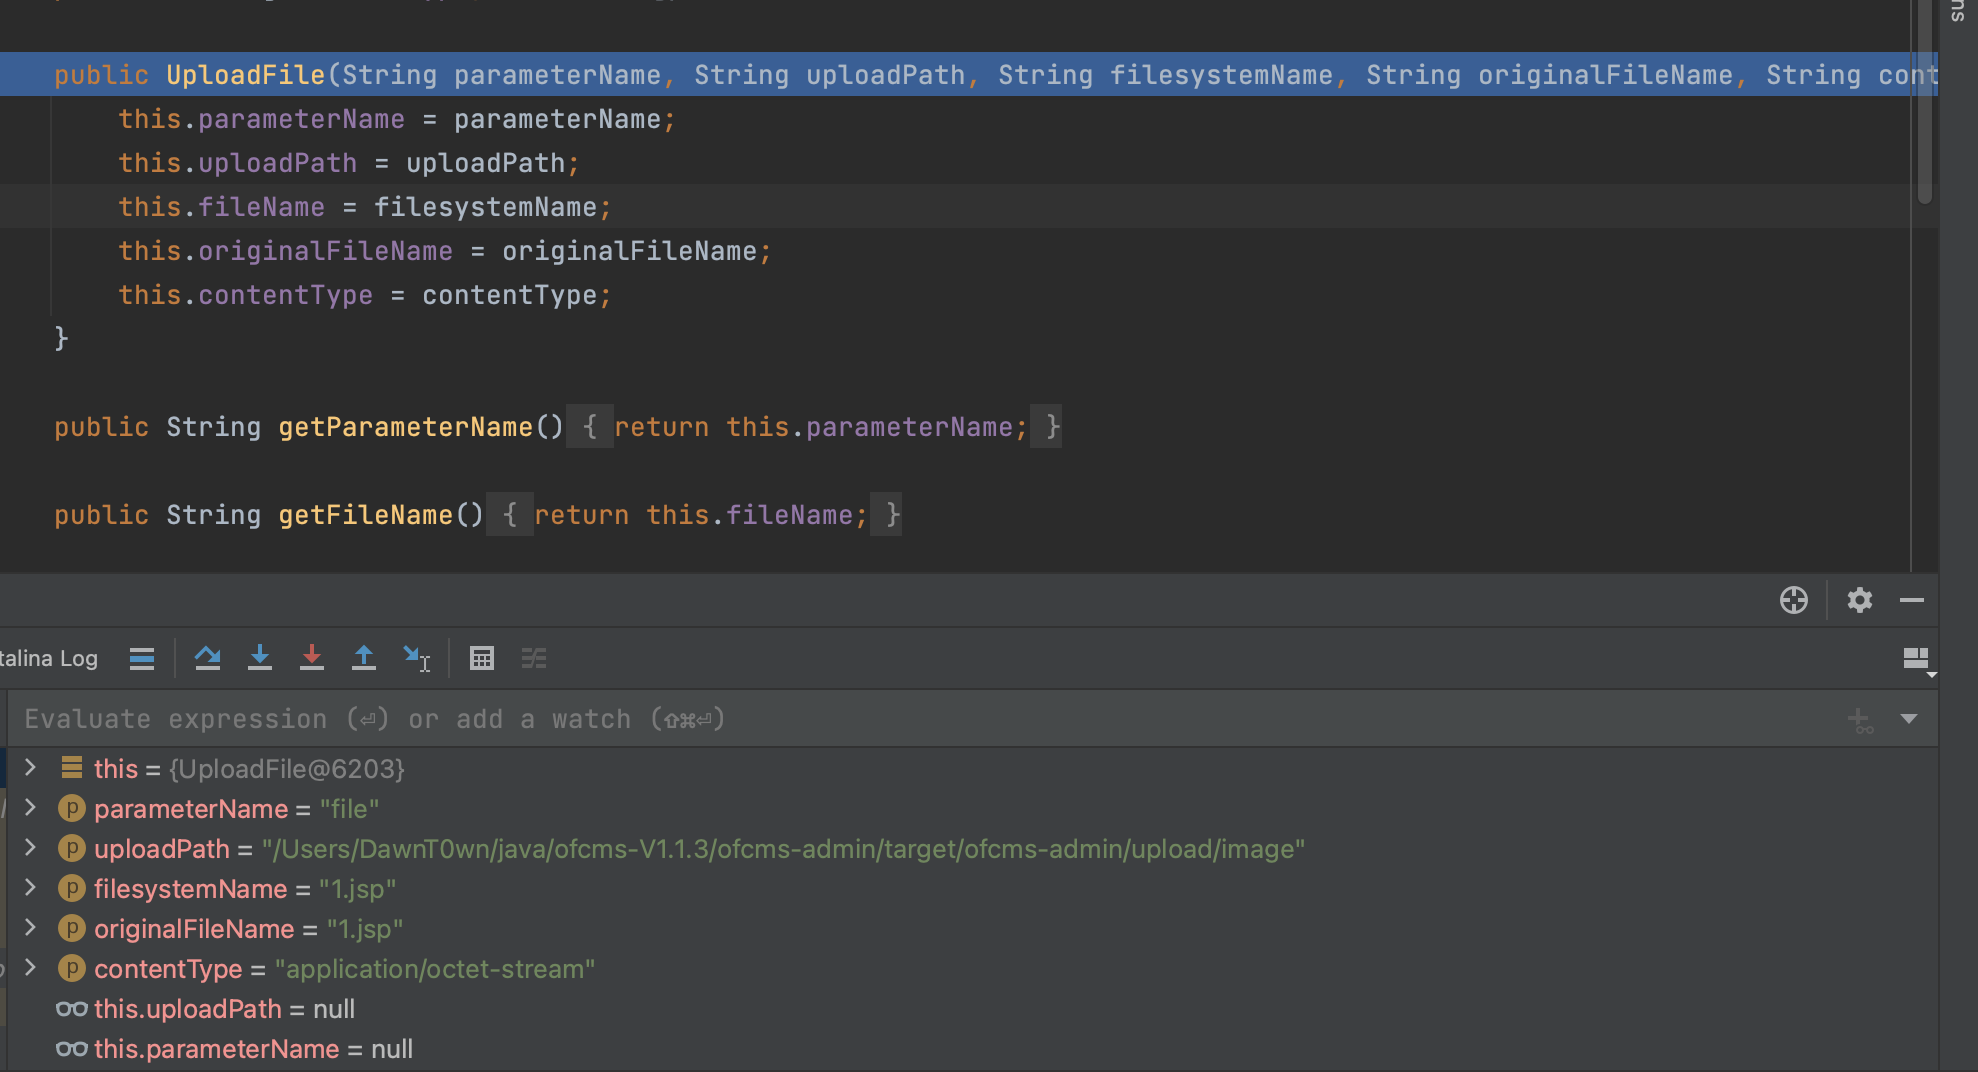 ns
public UploadFile(String parameterName, String uploadPath, String filesystemName, String originalFileName, String cont
this.parameterName = parameterName;
this.uploadPath = uploadPath;
this.fileName = filesystemName;
this.originalFileName = originalFileName;
this.contentType = contentType;
}
public String getParameterName() { return this.parameterName; }
public String getFileName() { return this.fileName; }
talina Log
Evaluate expression (⏎) or add a watch (⇧⌘⏎)
this = {UploadFile@6203}
parameterName = "file"
uploadPath = "/Users/DawnT0wn/java/ofcms-V1.1.3/ofcms-admin/target/ofcms-admin/upload/image"
filesystemName = "1.jsp"
originalFileName = "1.jsp"
contentType = "application/octet-stream"
this.uploadPath = null
this.parameterName = null